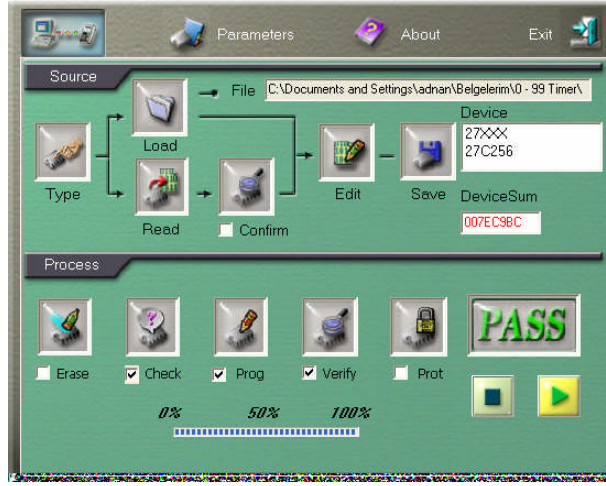 Parameters
About
Exit
Source
File
C:\Documents and Settings\adnan\Belgelerim\0 - 99 Timer\
Device
27XXX
27C256
Load
Type
Edit
Save
DeviceSum
007EC9BC
Read
Confirm
Process
PASS
Erase
Check
Prog
Verify
Prot
0% 50% 100%